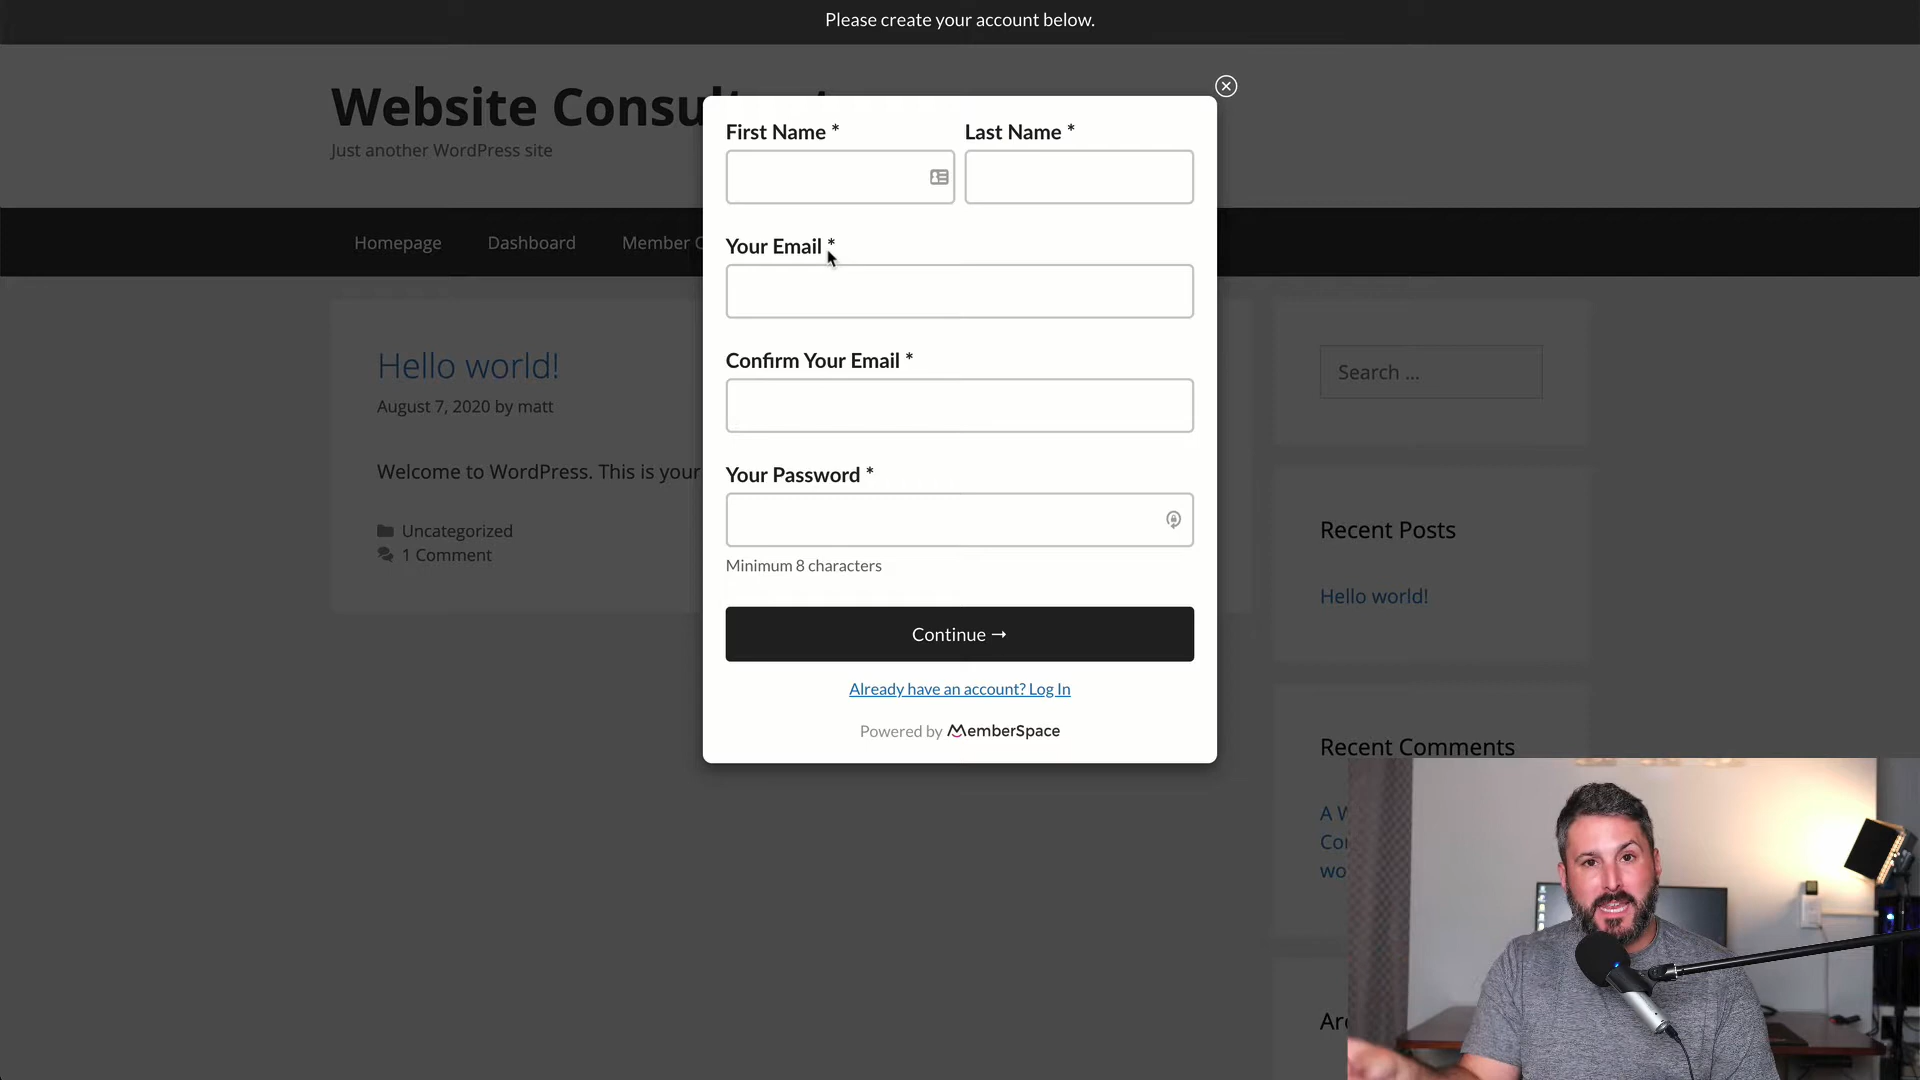 Please create your account below.
Website Consu
Just another WordPress site
Homepage Dashboard Member
First Name * Last Name *
Your Email *
Confirm Your Email *
Your Password *
Minimum 8 characters
Continue →
Already have an account? Log In
Powered by MemberSpace
Hello world!
August 7, 2020 by matt
Welcome to WordPress. This is your
Uncategorized
1 Comment
Search ...
Recent Posts
Hello world!
Recent Comments
A